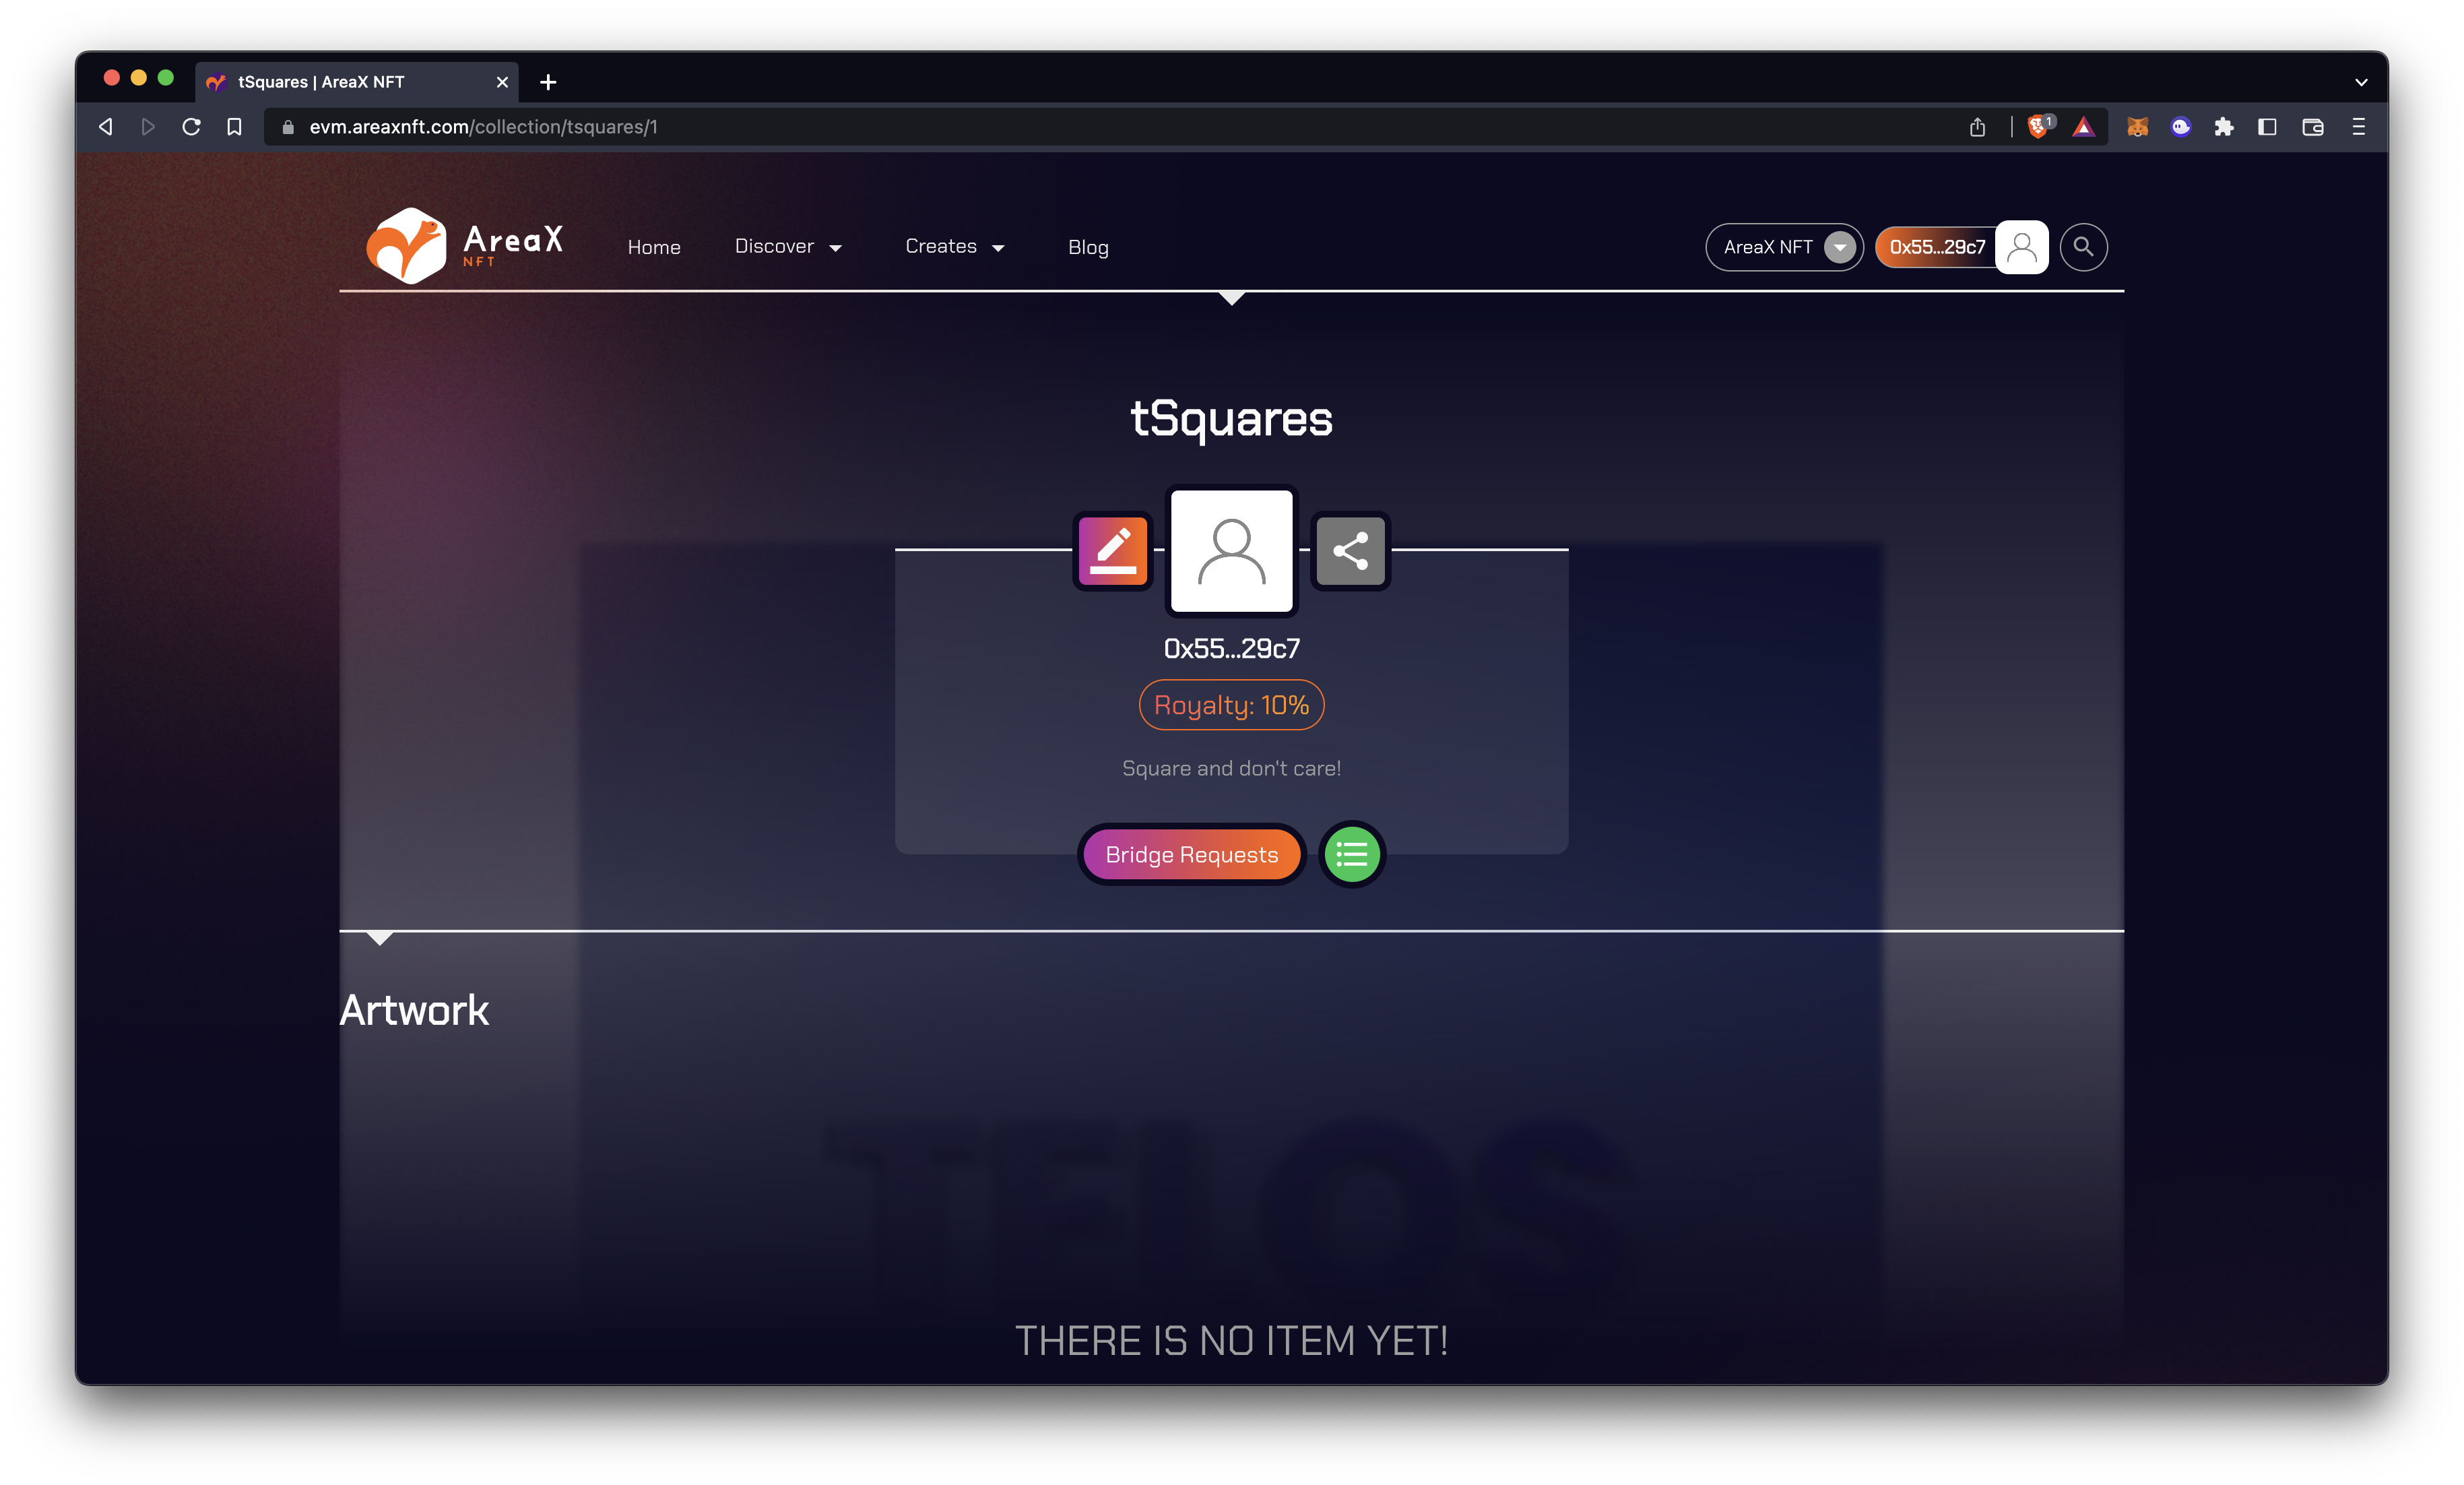 tSquares | AreaX NFT
evm.areaxnft.com/collection/tsquares/1
1
AreaX
NFT
Home
Discover
Creates
Blog
AreaX NFT
0x55...29c7
tSquares
0x55...29c7
Royalty: 10%
Square and don't care!
Bridge Requests
Artwork
TELOS
THERE IS NO ITEM YET!